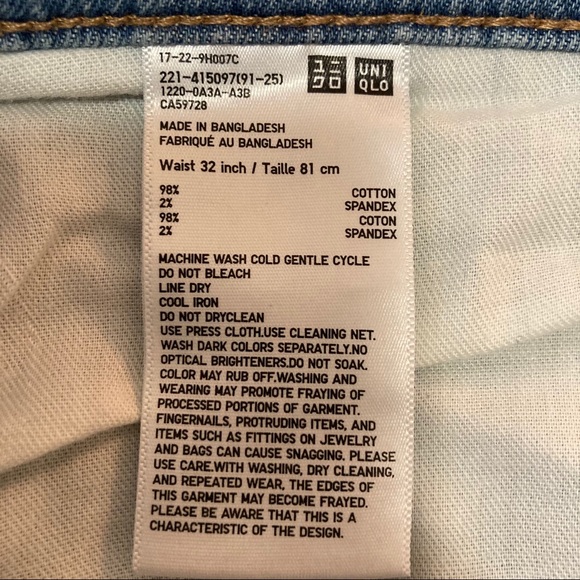 17-22-9H007C
221-415097(91-25)
1220-0A3A-A3B
CA59728
ユニ
クロ
UNI
QLO
MADE IN BANGLADESH
FABRIQUÉ AU BANGLADESH
Waist 32 inch / Taille 81 cm
98% COTTON
2% SPANDEX
98% COTON
2% SPANDEX
MACHINE WASH COLD GENTLE CYCLE
DO NOT BLEACH
LINE DRY
COOL IRON
DO NOT DRYCLEAN
USE PRESS CLOTH.USE CLEANING NET.
WASH DARK COLORS SEPARATELY.NO
OPTICAL BRIGHTENERS.DO NOT SOAK.
COLOR MAY RUB OFF.WASHING AND
WEARING MAY PROMOTE FRAYING OF
PROCESSED PORTIONS OF GARMENT.
FINGERNAILS, PROTRUDING ITEMS, AND
ITEMS SUCH AS FITTINGS ON JEWELRY
AND BAGS CAN CAUSE SNAGGING. PLEASE
USE CARE.WITH WASHING, DRY CLEANING,
AND REPEATED WEAR, THE EDGES OF
THIS GARMENT MAY BECOME FRAYED.
PLEASE BE AWARE THAT THIS IS A
CHARACTERISTIC OF THE DESIGN.